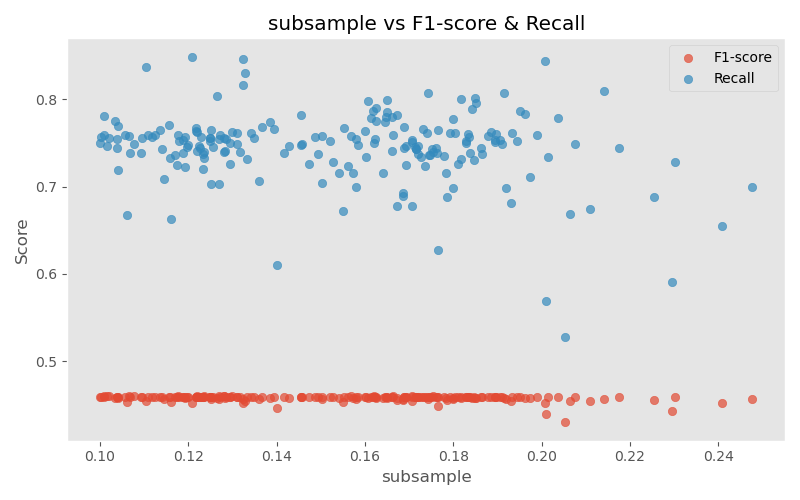 subsample vs F1-score & Recall
F1-score
Recall
Score
0.8
0.7
0.6
0.5
0.10 0.12 0.14 0.16 0.18 0.20 0.22 0.24
subsample